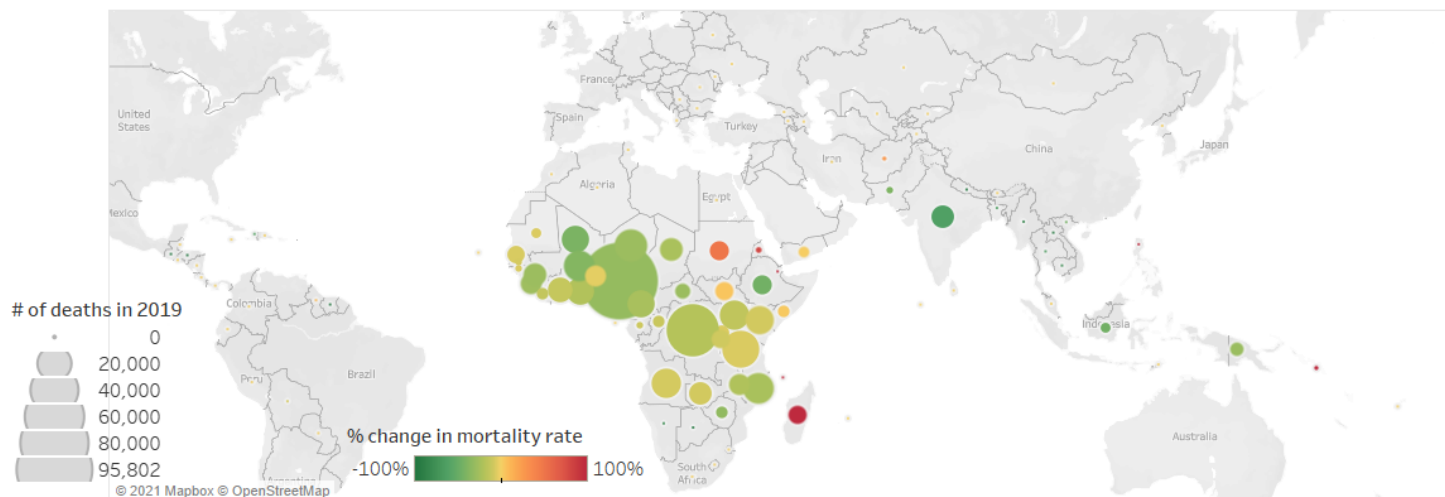 United
States
Mexico
Colombia
Peru
Brazil
France
Spain
Turkey
Algeria
Egypt
Iran
China
Japan
Indonesia
Australia
South
Africa
# of deaths in 2019
0
20,000
40,000
60,000
80,000
95,802
% change in mortality rate
-100%
100%
© 2021 Mapbox © OpenStreetMap